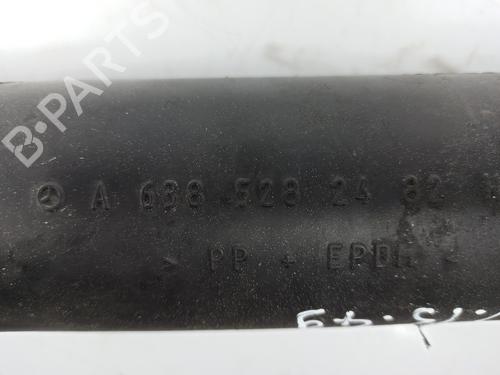 B-PARTS
A 638 528 24 82
> PP + EPDM <